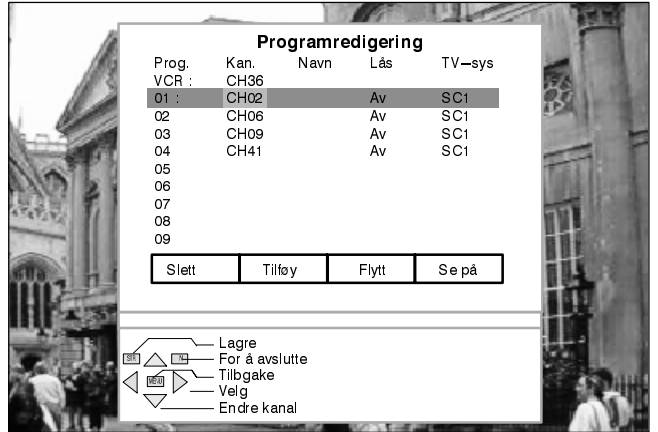 Programredigering
Prog. Kan. Navn Lås TV–sys
VCR : CH36
01 : CH02 Av SC1
02 CH06 Av SC1
03 CH09 Av SC1
04 CH41 Av SC1
05
06
07
08
09
Slett Tilføy Flytt Se på
Lagre
STR N For å avslutte
MENU Tilbgake
Velg
Endre kanal